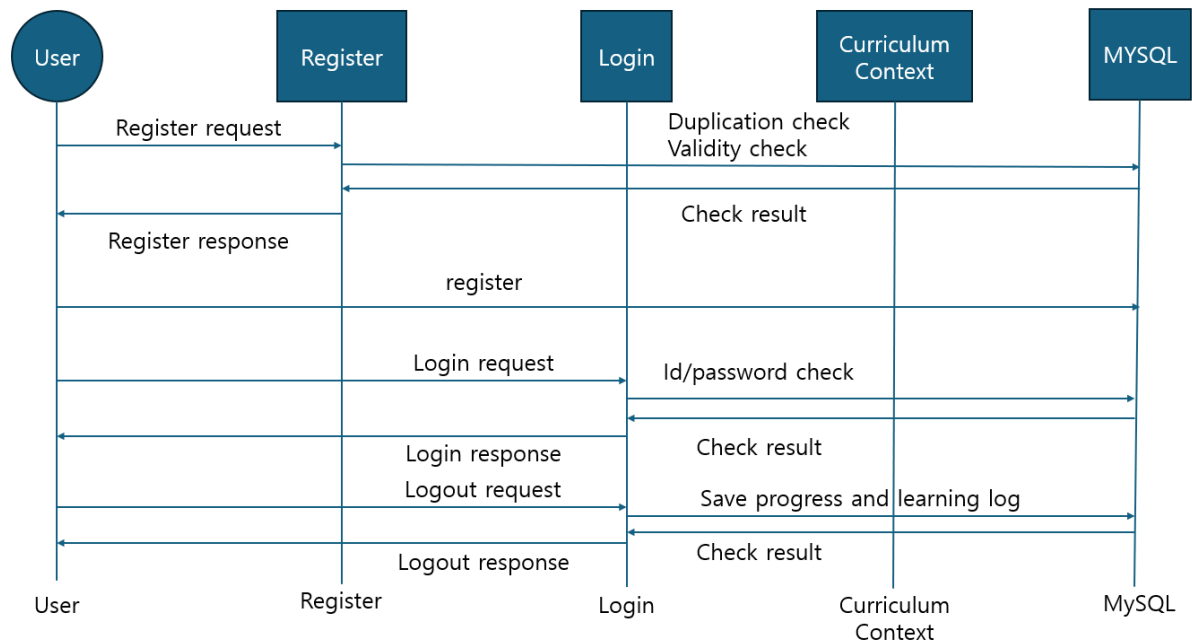 User
Register
Login
Curriculum
Context
MYSQL
Register request
Duplication check
Validity check
Check result
Register response
register
Login request
Id/password check
Login response
Check result
Logout request
Save progress and learning log
Logout response
Check result
User
Register
Login
Curriculum
Context
MySQL